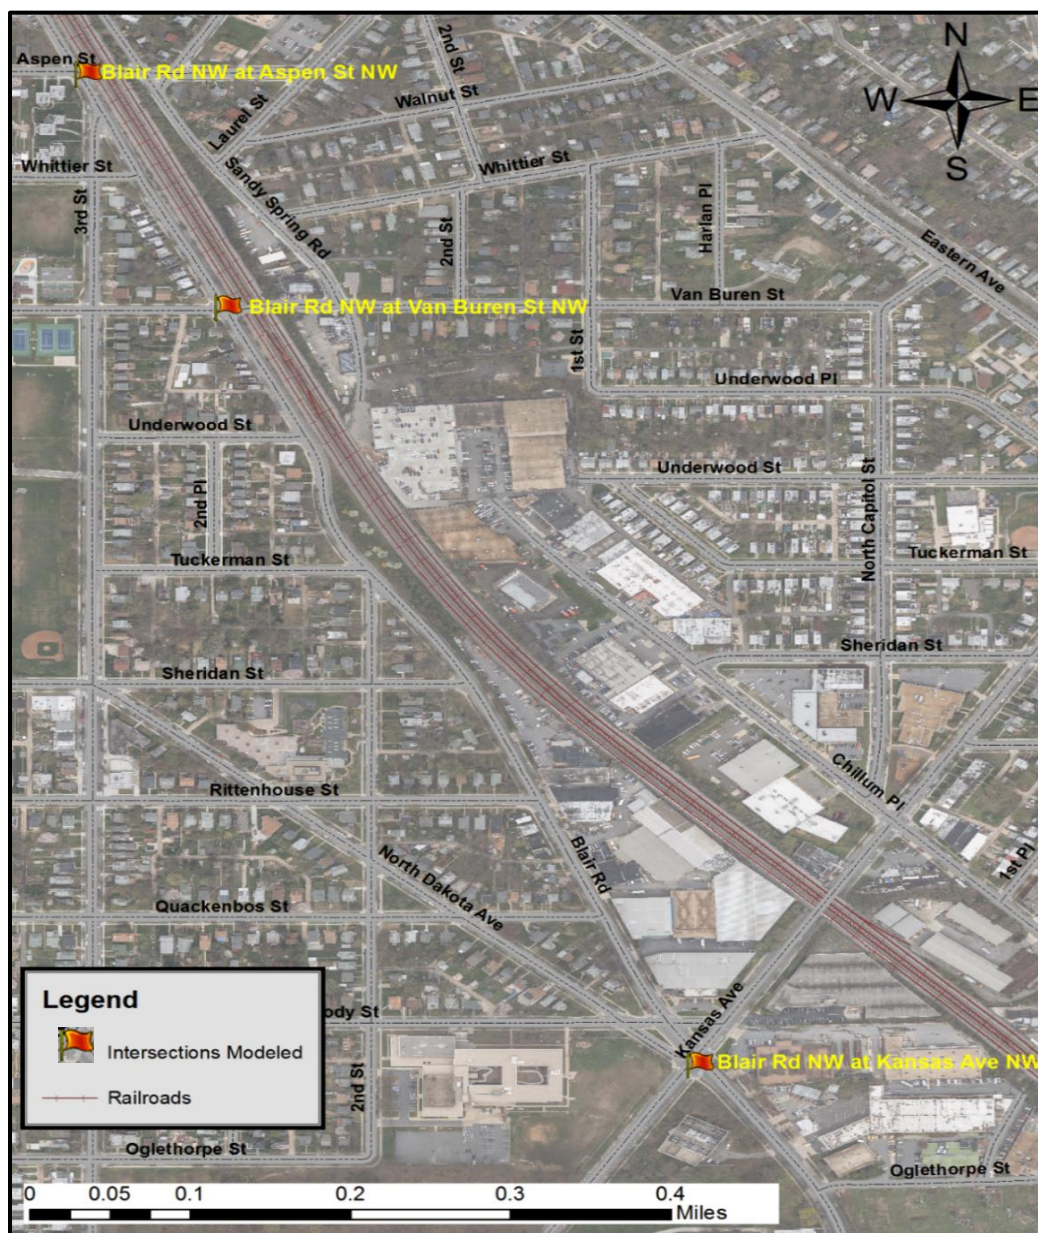 N
W E
S
Aspen St
Blair Rd NW at Aspen St NW
2nd St
Walnut St
Laurel St
Whittier St
Whittier St
3rd St
Sandy Spring Rd
2nd St
Harlan Pl
Eastern Ave
Van Buren St
Blair Rd NW at Van Buren St NW
1st St
Underwood Pl
Underwood St
Underwood St
2nd Pl
North Capitol St
Tuckerman St
Tuckerman St
Sheridan St
Sheridan St
Chillum Pl
Rittenhouse St
Blair Rd
North Dakota Ave
1st Pl
Quackenbos St
Kansas Ave
ody St
Blair Rd NW at Kansas Ave NW
2nd St
Oglethorpe St
Oglethorpe St
Legend
Intersections Modeled
Railroads
0 0.05 0.1 0.2 0.3 0.4
Miles